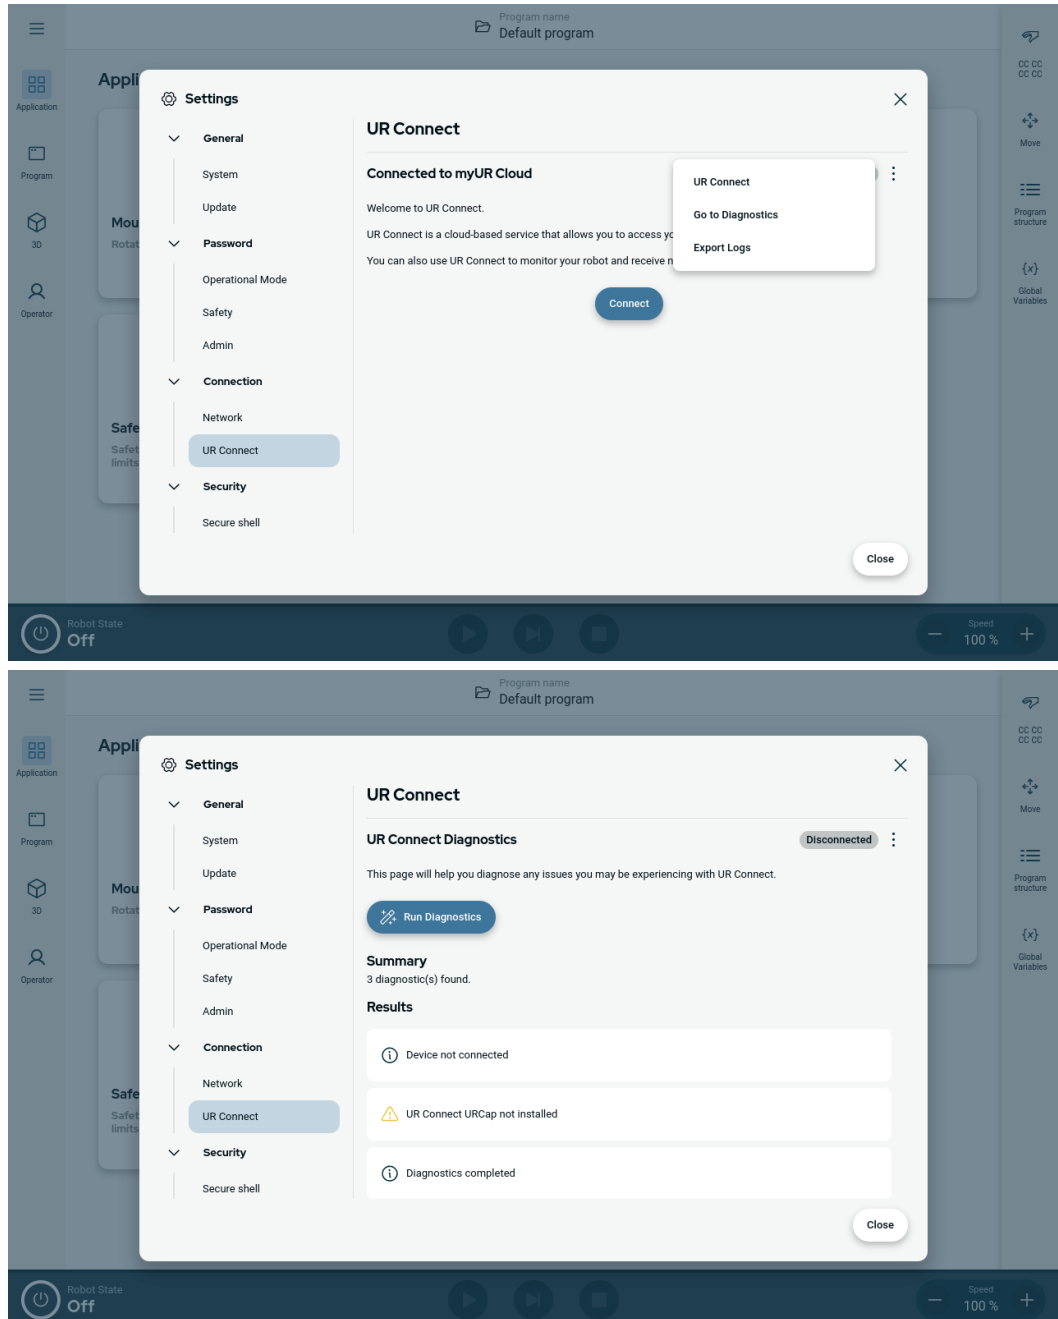 Program name
Default program
Application
Program
3D
Operator
Appli
Mou
Rotat
Safe
Safet
limits
Settings
General
System
Update
Password
Operational Mode
Safety
Admin
Connection
Network
UR Connect
Security
Secure shell
UR Connect
Connected to myUR Cloud
Welcome to UR Connect.
UR Connect is a cloud-based service that allows you to access yo
You can also use UR Connect to monitor your robot and receive n
UR Connect
Go to Diagnostics
Export Logs
Connect
Close
CC CC
CC CC
Move
Program
structure
{x}
Global
Variables
Robot State
Off
Speed
100 %
Program name
Default program
Application
Program
3D
Operator
Appli
Mou
Rotat
Safe
Safet
limits
Settings
General
System
Update
Password
Operational Mode
Safety
Admin
Connection
Network
UR Connect
Security
Secure shell
UR Connect
UR Connect Diagnostics
Disconnected
This page will help you diagnose any issues you may be experiencing with UR Connect.
Run Diagnostics
Summary
3 diagnostic(s) found.
Results
Device not connected
UR Connect URCap not installed
Diagnostics completed
Close
CC CC
CC CC
Move
Program
structure
{x}
Global
Variables
Robot State
Off
Speed
100 %